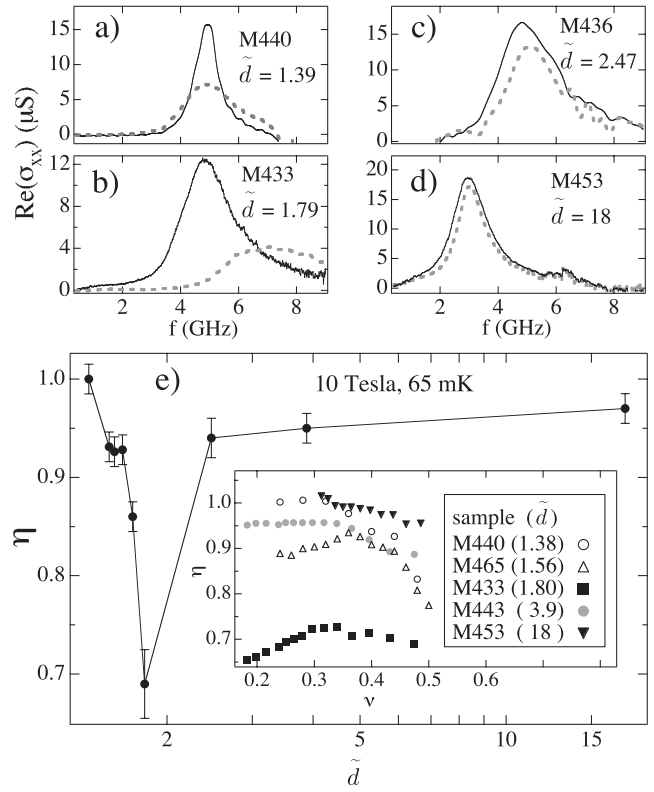 a)
M440
d̃ = 1.39
15
10
5
0
c)
M436
d̃ = 2.47
15
10
5
0
Re(σxx) (μS)
b)
M433
d̃ = 1.79
12
8
4
0
2 4 6 8
f (GHz)
d)
M453
d̃ = 18
20
15
10
5
0
2 4 6 8
f (GHz)
e)
10 Tesla, 65 mK
1.0
0.9
0.8
0.7
η
1.0
0.9
0.8
0.7
η
0.2 0.3 0.4 0.5 0.6
ν
sample (d̃)
M440 (1.38)
M465 (1.56)
M433 (1.80)
M443 ( 3.9)
M453 ( 18 )
2 5 10 15
d̃